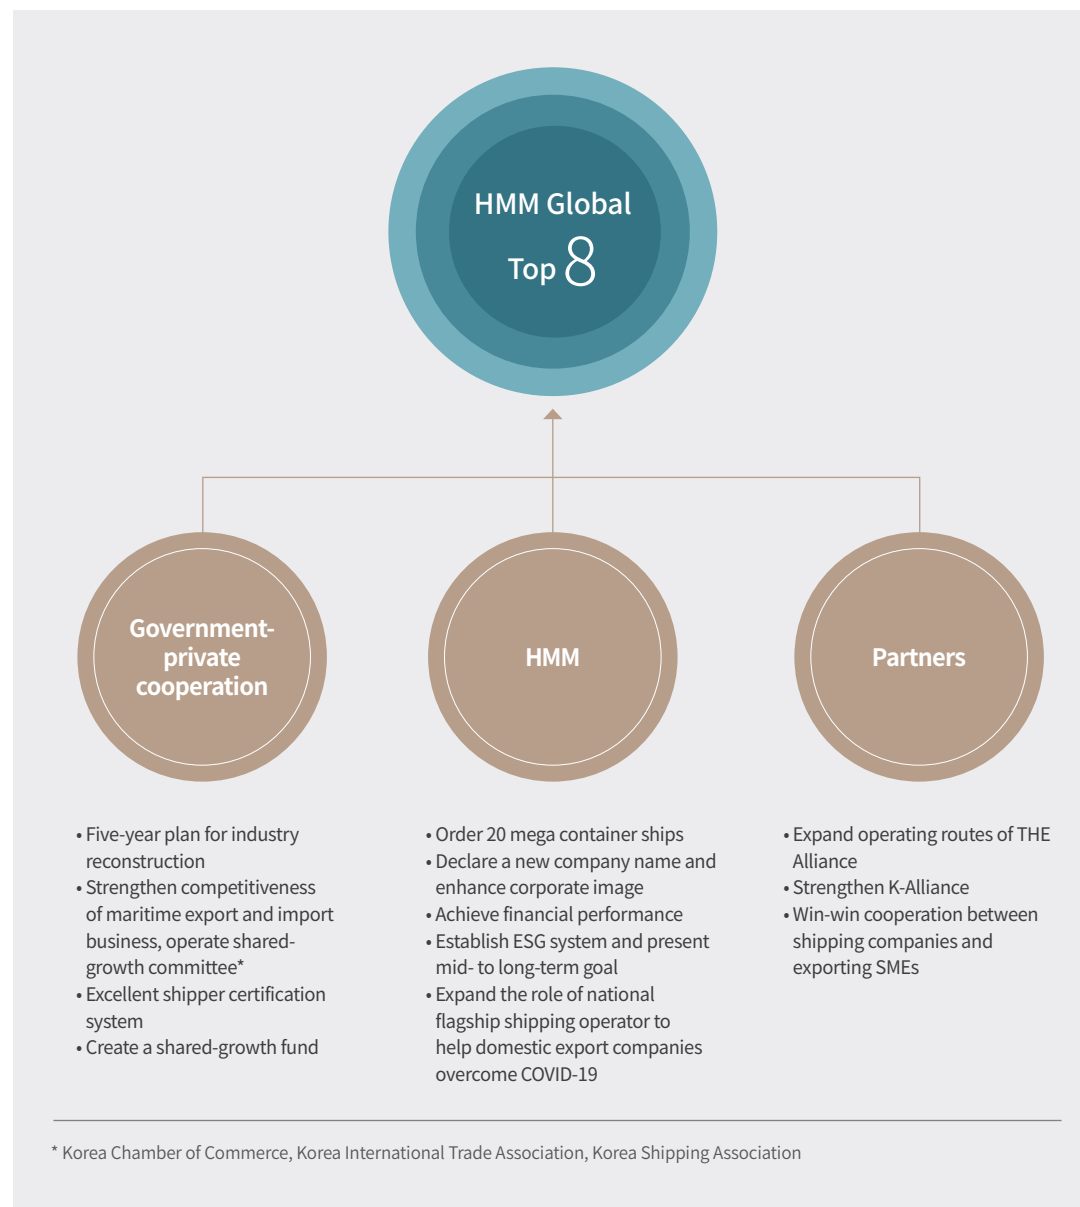 HMM Global
Top 8
Government-
private
cooperation
HMM
Partners
• Five-year plan for industry
reconstruction
• Strengthen competitiveness
of maritime export and import
business, operate shared-
growth committee*
• Excellent shipper certification
system
• Create a shared-growth fund
• Order 20 mega container ships
• Declare a new company name and
enhance corporate image
• Achieve financial performance
• Establish ESG system and present
mid- to long-term goal
• Expand the role of national
flagship shipping operator to
help domestic export companies
overcome COVID-19
• Expand operating routes of THE
Alliance
• Strengthen K-Alliance
• Win-win cooperation between
shipping companies and
exporting SMEs
* Korea Chamber of Commerce, Korea International Trade Association, Korea Shipping Association